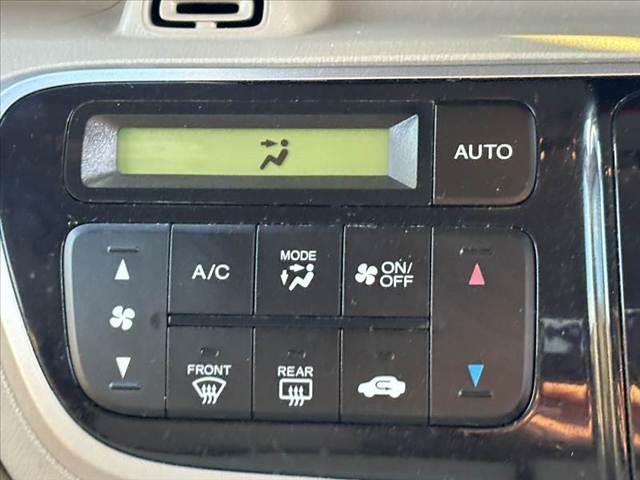 AUTO
A/C
MODE
ON/
OFF
FRONT
REAR